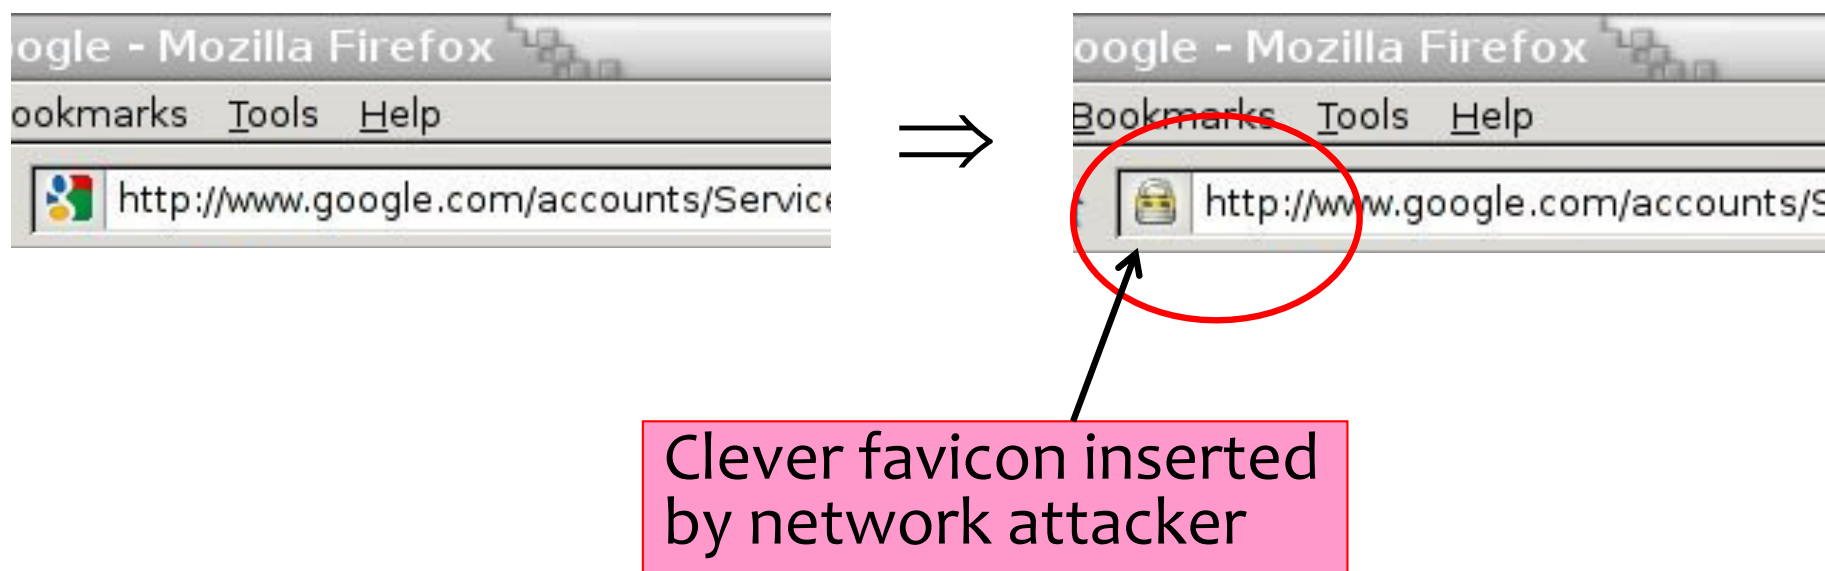 ogle - Mozilla Firefox
ookmarks Tools Help
http://www.google.com/accounts/Service
⇒
oogle - Mozilla Firefox
Bookmarks Tools Help
http://www.google.com/accounts/S
Clever favicon inserted
by network attacker